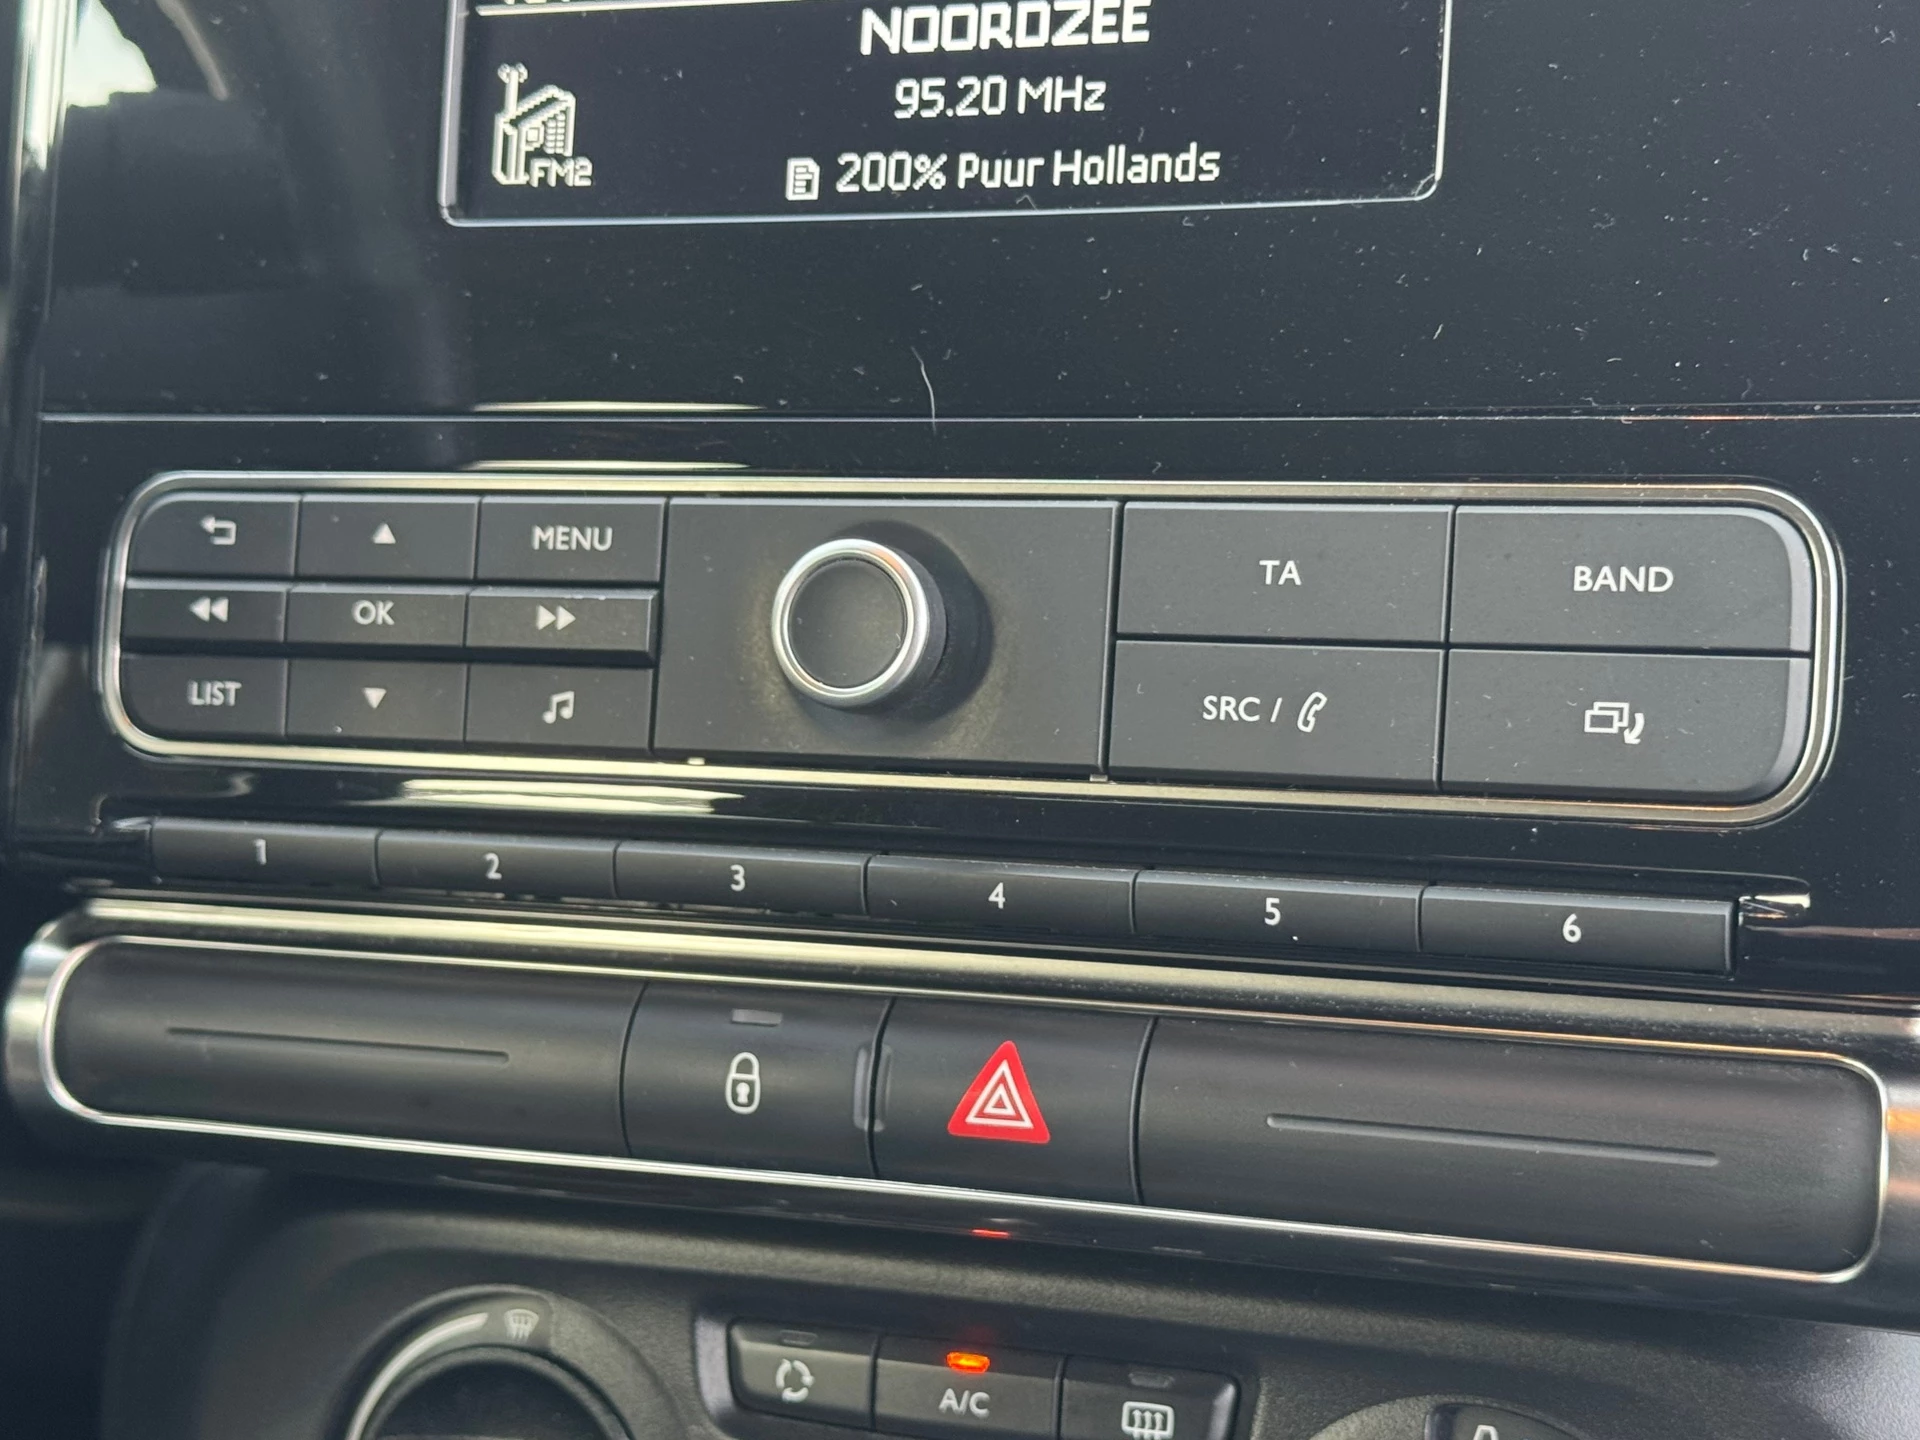 NOORDZEE
95.20 MHz
FM2
200% Puur Hollands
MENU
TA
BAND
OK
LIST
SRC /
1
2
3
4
5
6
A/C